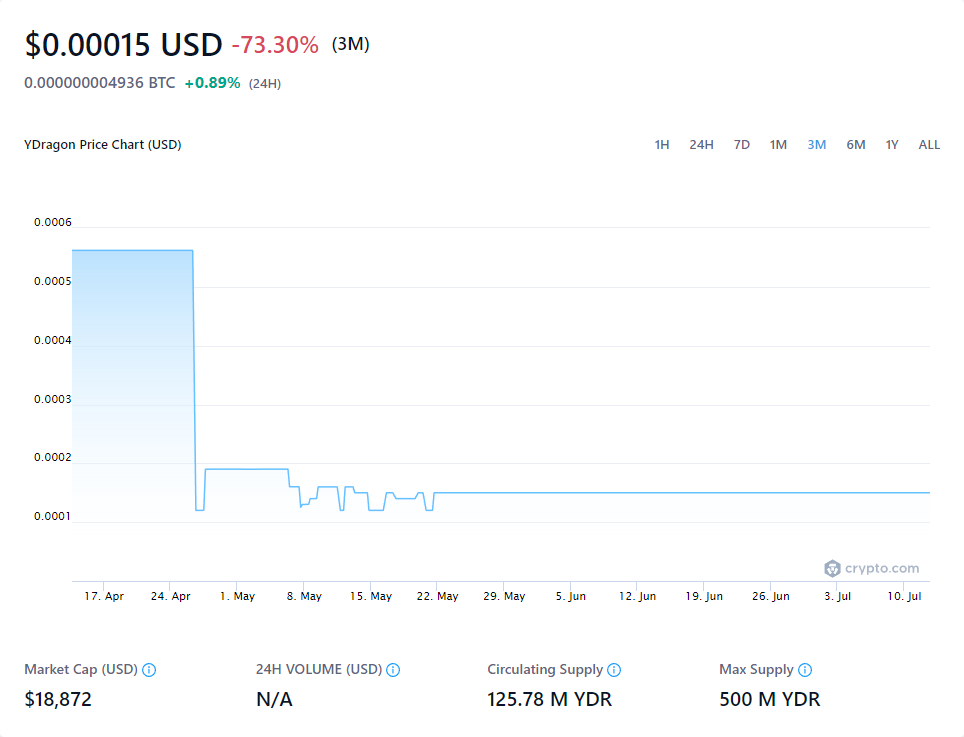 $0.00015 USD -73.30% (3M)
0.000000004936 BTC +0.89% (24H)
YDragon Price Chart (USD) 1H 24H 7D 1M 3M 6M 1Y ALL
0.0006
0.0005
0.0004
0.0003
0.0002
0.0001
crypto.com
17. Apr 24. Apr 1. May 8. May 15. May 22. May 29. May 5. Jun 12. Jun 19. Jun 26. Jun 3. Jul 10. Jul
Market Cap (USD) 24H VOLUME (USD) Circulating Supply Max Supply
$18,872 N/A 125.78 M YDR 500 M YDR